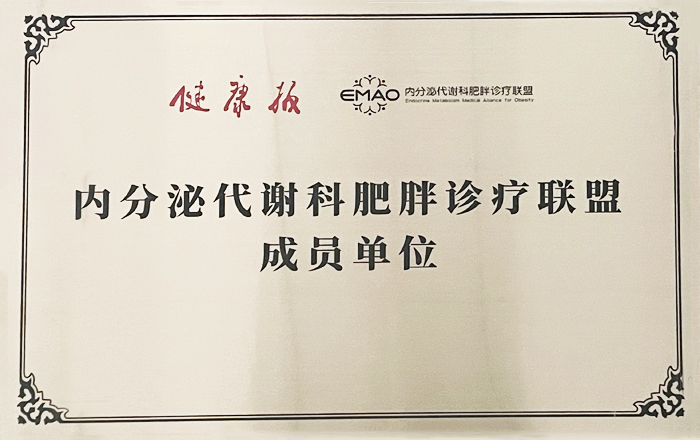 健康报
EMAO 内分泌代谢科肥胖诊疗联盟
Endocrine Metabolism Medical Alliance for Obesity
内分泌代谢科肥胖诊疗联盟
成员单位